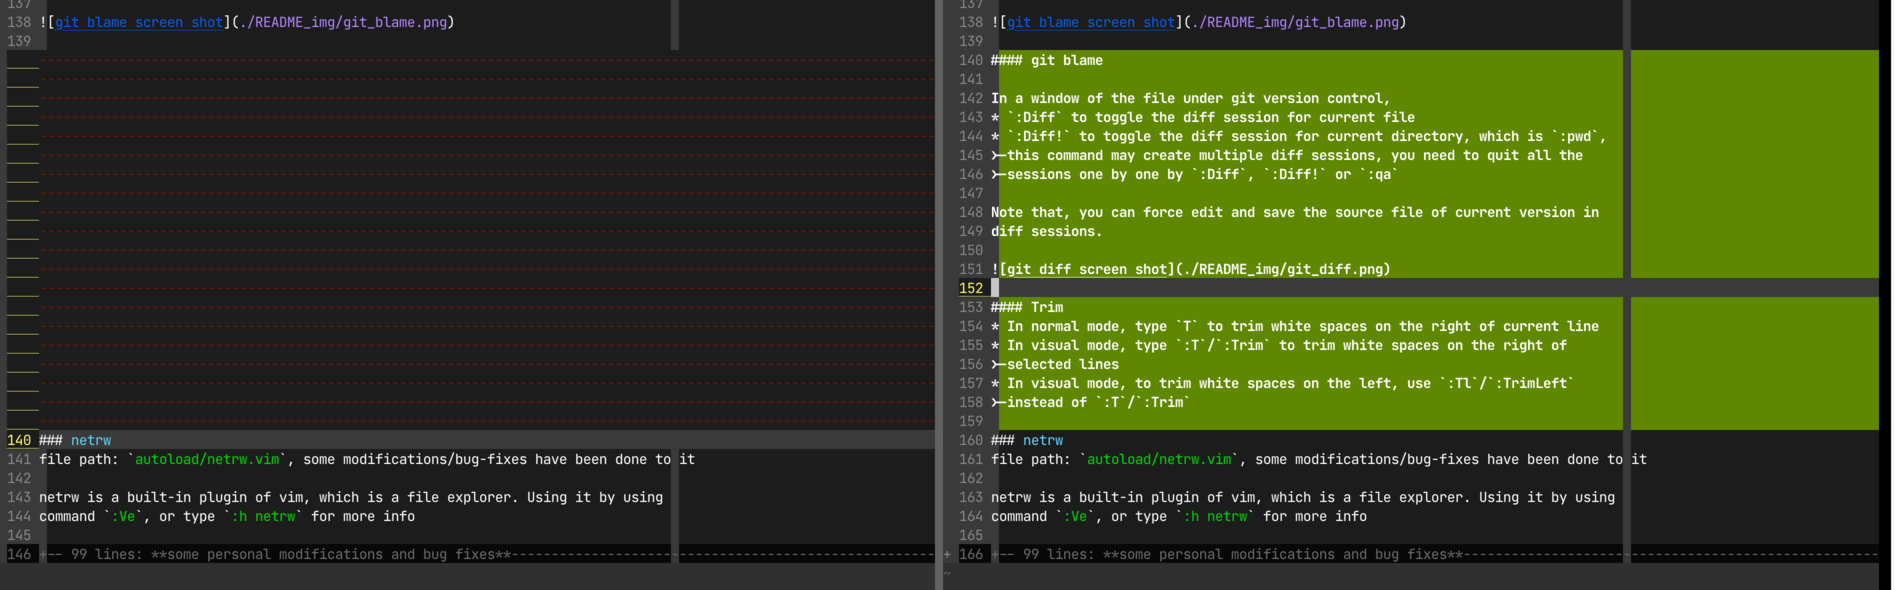 137
138 ![git blame screen shot](./README_img/git_blame.png)
139
140 ### netrw
141 file path: `autoload/netrw.vim`, some modifications/bug-fixes have been done to it
142
143 netrw is a built-in plugin of vim, which is a file explorer. Using it by using
144 command `:Ve`, or type `:h netrw` for more info
145
146 +-- 99 lines: **some personal modifications and bug fixes**
137
138 ![git blame screen shot](./README_img/git_blame.png)
139
140 #### git blame
141
142 In a window of the file under git version control,
143 * `:Diff` to toggle the diff session for current file
144 * `:Diff!` to toggle the diff session for current directory, which is `:pwd`,
145 >─this command may create multiple diff sessions, you need to quit all the
146 >─sessions one by one by `:Diff`, `:Diff!` or `:qa`
147
148 Note that, you can force edit and save the source file of current version in
149 diff sessions.
150
151 ![git diff screen shot](./README_img/git_diff.png)
152
153 #### Trim
154 * In normal mode, type `T` to trim white spaces on the right of current line
155 * In visual mode, type `:T`/`:Trim` to trim white spaces on the right of
156 >─selected lines
157 * In visual mode, to trim white spaces on the left, use `:Tl`/`:TrimLeft`
158 >─instead of `:T`/`:Trim`
159
160 ### netrw
161 file path: `autoload/netrw.vim`, some modifications/bug-fixes have been done to it
162
163 netrw is a built-in plugin of vim, which is a file explorer. Using it by using
164 command `:Ve`, or type `:h netrw` for more info
165
+ 166 +-- 99 lines: **some personal modifications and bug fixes**
~